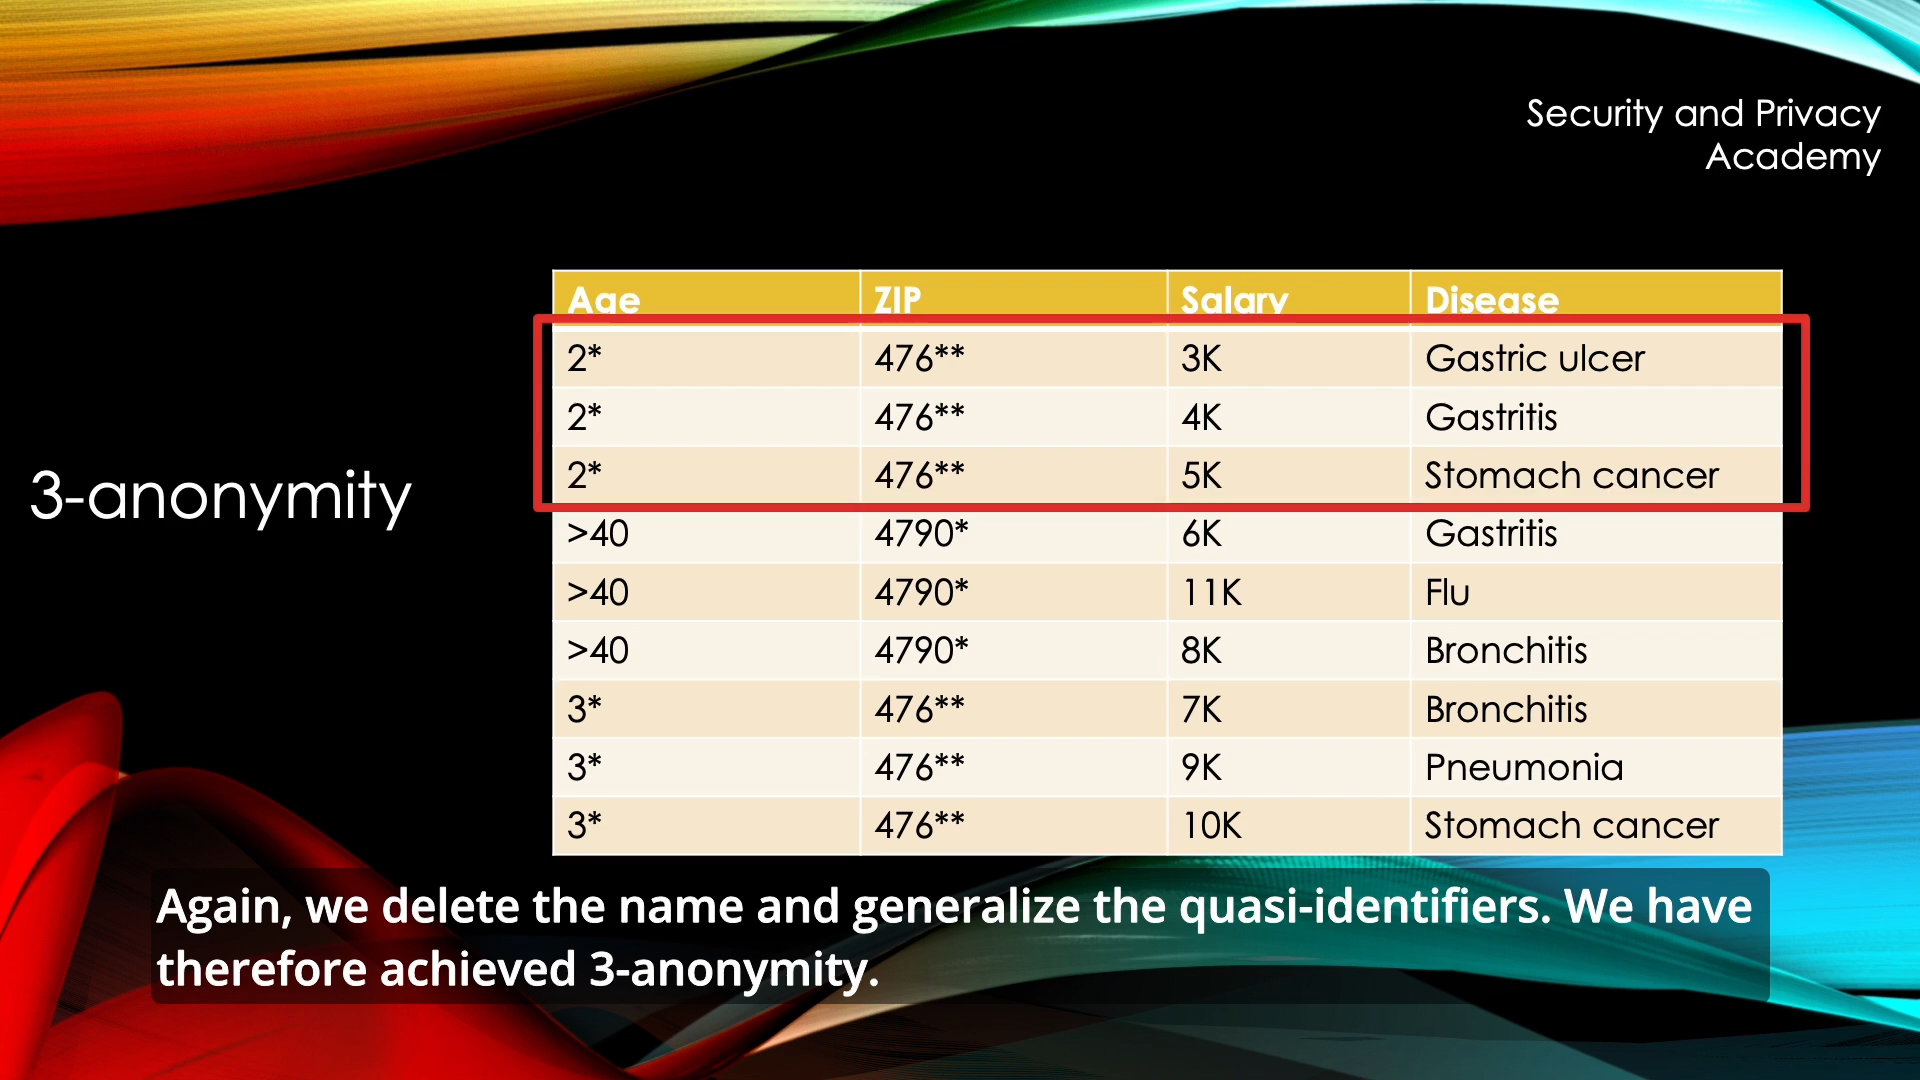 Security and Privacy
Academy
3-anonymity
Age ZIP Salary Disease
2* 476** 3K Gastric ulcer
2* 476** 4K Gastritis
2* 476** 5K Stomach cancer
>40 4790* 6K Gastritis
>40 4790* 11K Flu
>40 4790* 8K Bronchitis
3* 476** 7K Bronchitis
3* 476** 9K Pneumonia
3* 476** 10K Stomach cancer
Again, we delete the name and generalize the quasi-identifiers. We have
therefore achieved 3-anonymity.